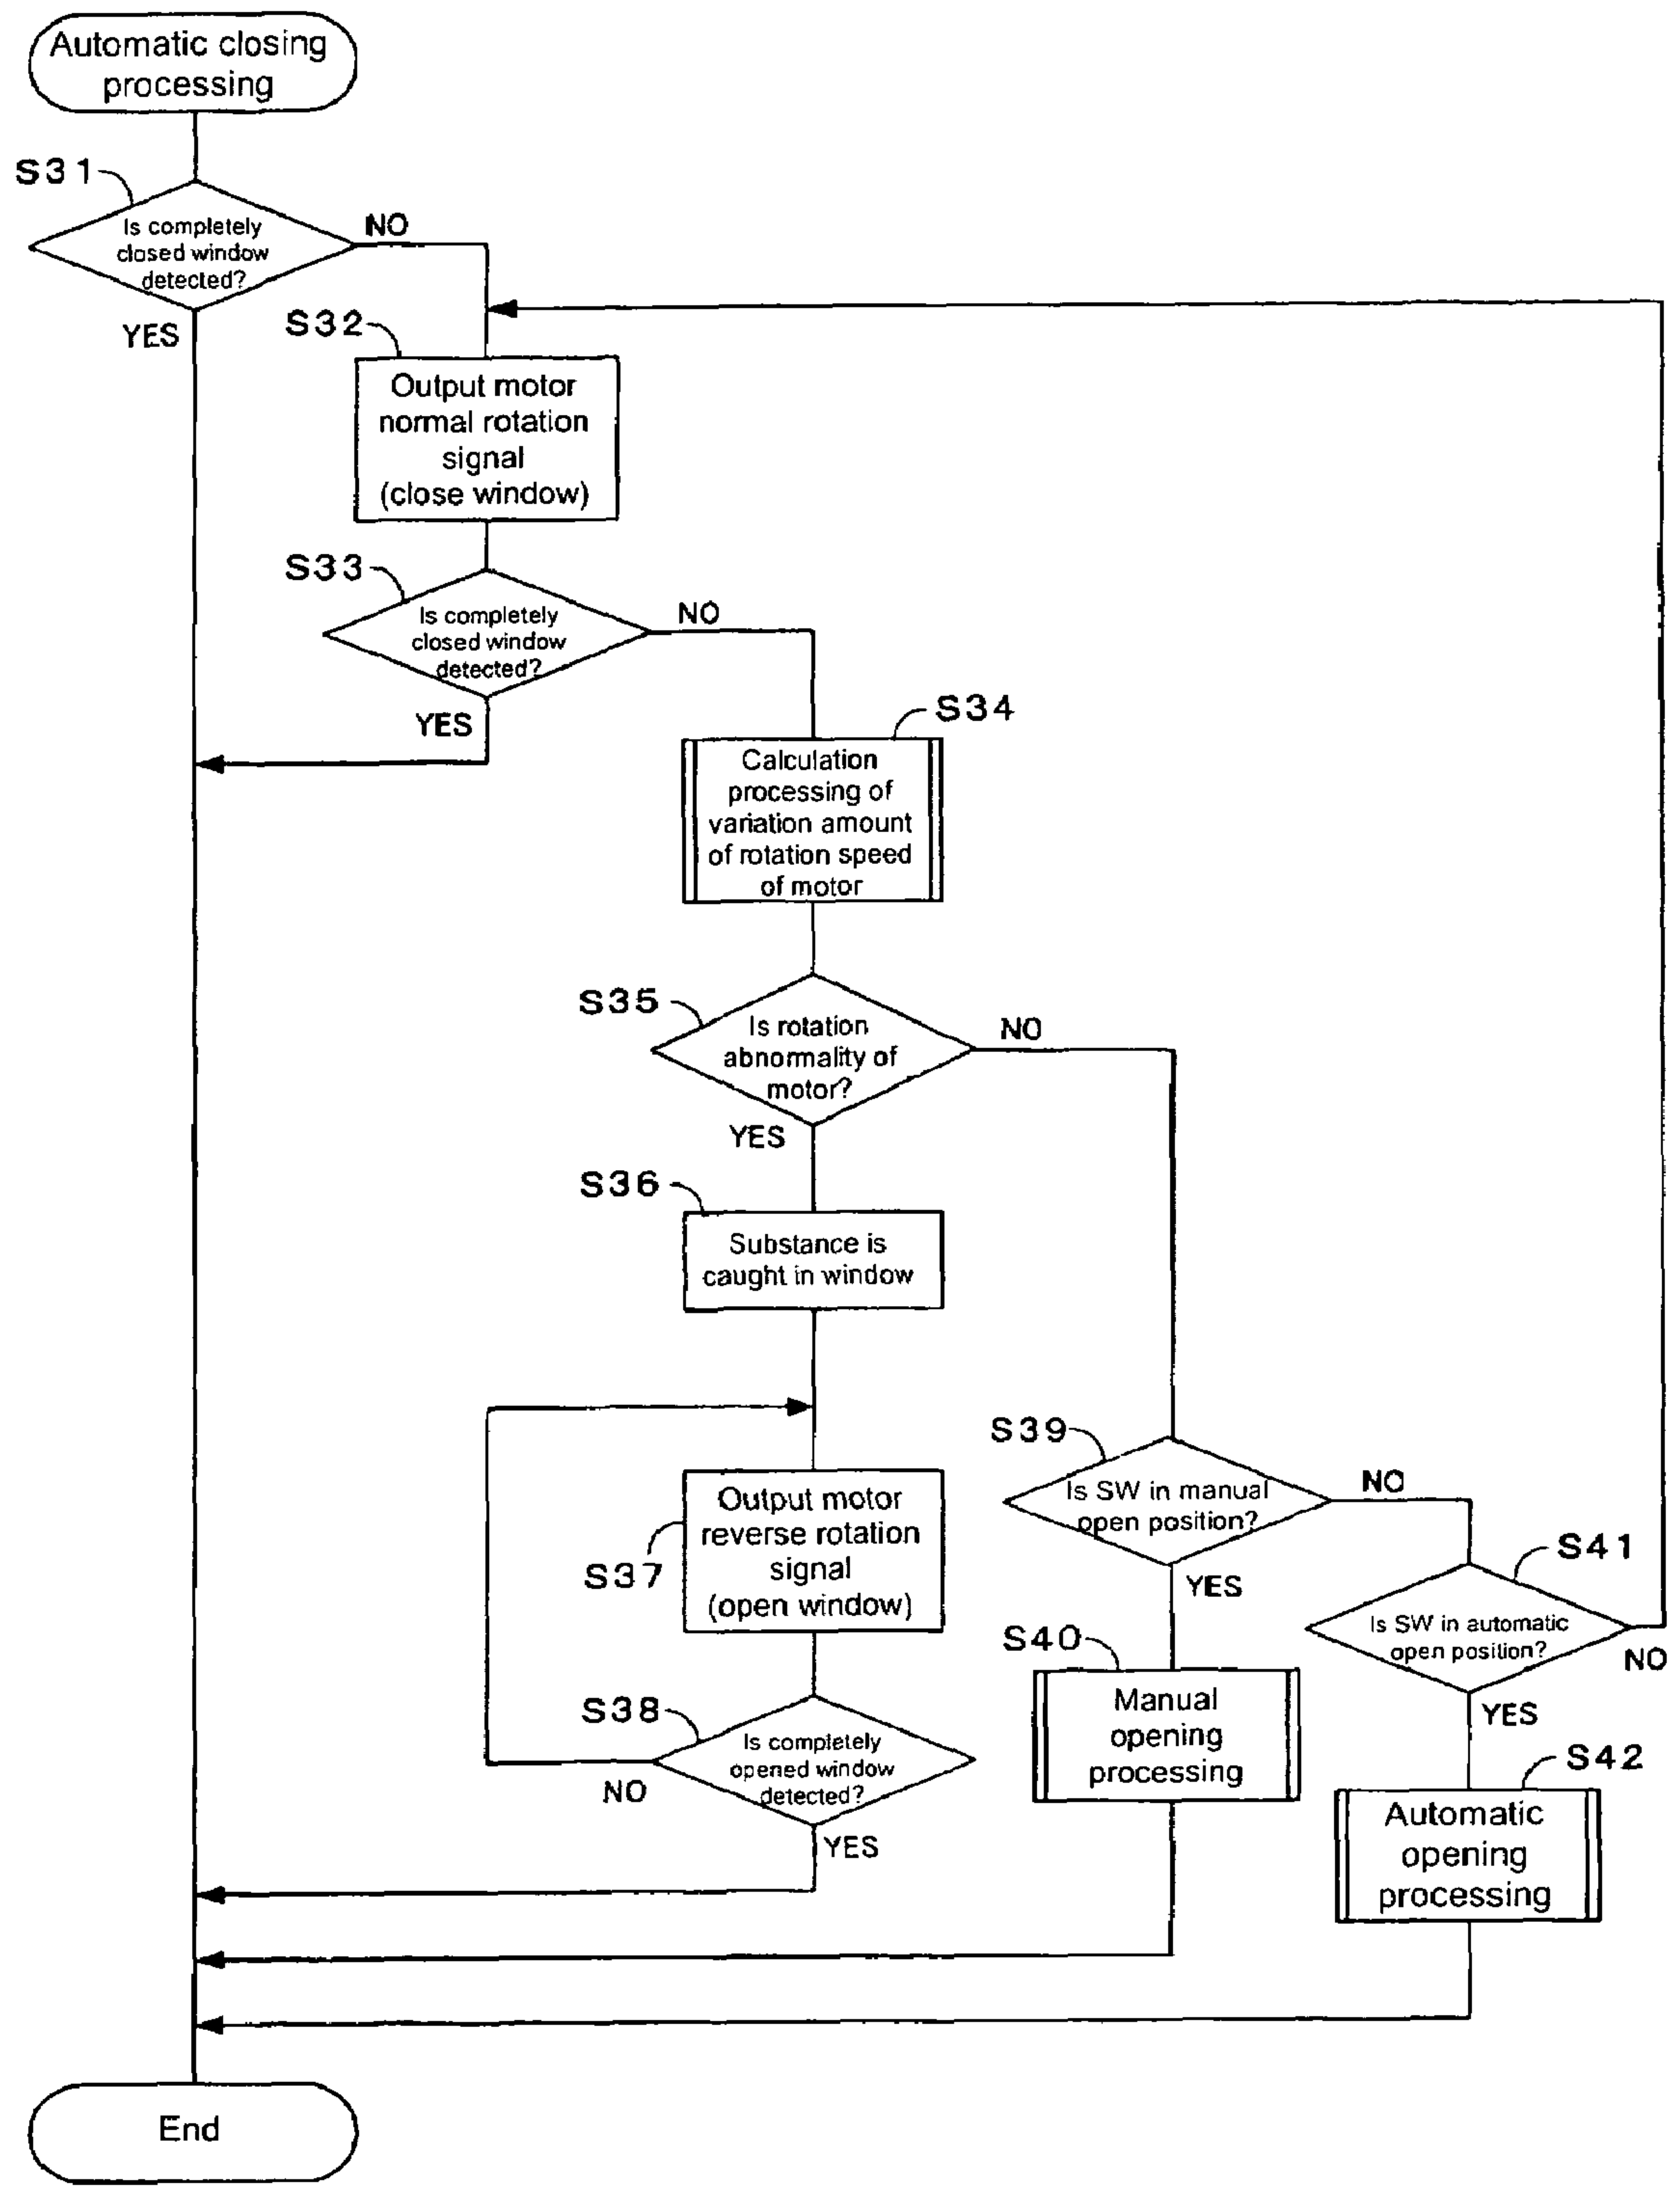 Automatic closing
processing
S31
Is completely
closed window
detected?
NO
YES
S32
Output motor
normal rotation
signal
(close window)
S33
Is completely
closed window
detected?
NO
YES
S34
Calculation
processing of
variation amount
of rotation speed
of motor
S35
Is rotation
abnormality of
motor?
NO
YES
S36
Substance is
caught in window
S37
Output motor
reverse rotation
signal
(open window)
S38
Is completely
opened window
detected?
NO
YES
S39
Is SW in manual
open position?
NO
YES
S40
Manual
opening
processing
S41
Is SW in automatic
open position?
NO
YES
S42
Automatic
opening
processing
End